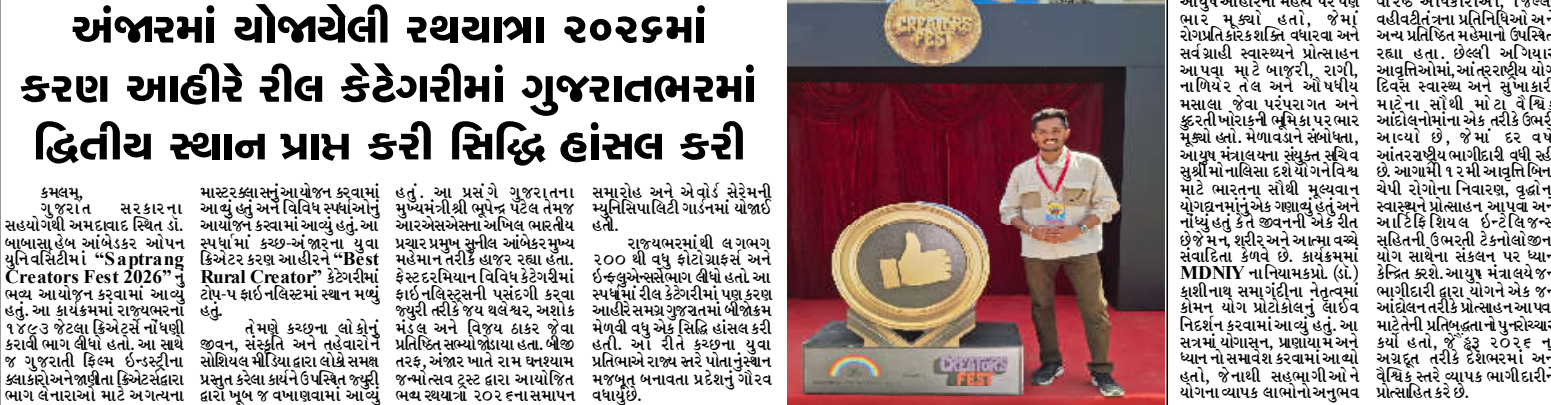 અંજારમાં યોજાયેલી રથયાત્રા ૨૦૨૬માં
કરણ આહીરે રીલ કેટેગરીમાં ગુજરાતભરમાં
દ્વિતીય સ્થાન પ્રાપ્ત કરી સિદ્ધિ હાંસલ કરી
કમલમ્,
ગુજરાત સરકારના
સહયોગથી અમદાવાદ સ્થિત ડૉ.
બાબાસાહેબ આંબેડકર ઓપન
યુનિવર્સિટીમાં “Saptrang
Creators Fest 2026” નું
ભવ્ય આયોજન કરવામાં આવ્યું
હતું. આ કાર્યક્રમમાં રાજ્યભરના
૧૪૯૩ જેટલા ક્રિએટર્સે નોંધણી
કરાવી ભાગ લીધો હતો. આ સાથે
જ ગુજરાતી ફિલ્મ ઇન્ડસ્ટ્રીના
કલાકારો અને જાણીતા ક્રિએટર્સ દ્વારા
ભાગ લેનારાઓ માટે અગત્યના
માસ્ટરક્લાસનું આયોજન કરવામાં
આવ્યું હતું અને વિવિધ સ્પર્ધાઓનું
આયોજન કરવામાં આવ્યું હતું. આ
સ્પર્ધામાં કચ્છ-અંજારના યુવા
ક્રિએટર કરણ આહીરને “Best
Rural Creator” કેટેગરીમાં
ટોપ-૫ ફાઇનલિસ્ટમાં સ્થાન મળ્યું
હતું.
તેમણે કચ્છના લોકોનું
જીવન, સંસ્કૃતિ અને તહેવારોને
સોશિયલ મીડિયા દ્વારા લોકો સમક્ષ
પ્રસ્તુત કરેલા કાર્યને ઉપસ્થિત જ્યુરી
દ્વારા ખૂબ જ વખાણવામાં આવ્યું
હતું. આ પ્રસંગે ગુજરાતના
મુખ્યમંત્રીશ્રી ભૂપેન્દ્ર પટેલ તેમજ
આરએસએસના અખિલ ભારતીય
પ્રચાર પ્રમુખ સુનીલ આંબેકર મુખ્ય
મહેમાન તરીકે હાજર રહ્યા હતા.
ફેસ્ટ દરમિયાન વિવિધ કેટેગરીમાં
ફાઇનલિસ્ટ્સની પસંદગી કરવા
જ્યુરી તરીકે જય થલેશ્વર, અશોક
મંડલ અને વિજય ઠાકર જેવા
પ્રતિષ્ઠિત સભ્યો જોડાયા હતા. બીજી
તરફ, અંજાર ખાતે રામ ઘનશ્યામ
જન્મોત્સવ ટ્રસ્ટ દ્વારા આયોજિત
ભવ્ય રથયાત્રા ૨૦૨૬ના સમાપન
સમારોહ અને એવોર્ડ સેરેમની
મ્યુનિસિપાલિટી ગાર્ડનમાં યોજાઈ
હતી.
રાજ્યભરમાંથી લગભગ
૨૦૦ થી વધુ ફોટોગ્રાફર્સ અને
ઇન્ફ્લુએન્સર્સે ભાગ લીધો હતો. આ
સ્પર્ધામાં રીલ કેટેગરીમાં પણ કરણ
આહીરે સમગ્ર ગુજરાતમાં બીજો ક્રમ
મેળવી વધુ એક સિદ્ધિ હાંસલ કરી
હતી. આ રીતે કચ્છના યુવા
પ્રતિભાએ રાજ્ય સ્તરે પોતાનું સ્થાન
મજબૂત બનાવતા પ્રદેશનું ગૌરવ
વધાર્યું છે.
CREATORS
FEST
CREATORS
FEST
આયુષ આહારના મહત્વ પર પણ
ભાર મૂક્યો હતો, જેમાં
રોગપ્રતિકારક શક્તિ વધારવા અને
સર્વગ્રાહી સ્વાસ્થ્યને પ્રોત્સાહન
આપવા માટે બાજરી, રાગી,
નાળિયેર તેલ અને ઔષધીય
મસાલા જેવા પરંપરાગત અને
કુદરતી ખોરાકની ભૂમિકા પર ભાર
મૂક્યો હતો. મેળાવડાને સંબોધતા,
આયુષ મંત્રાલયના સંયુક્ત સચિવ
સુશ્રી મોનાલિસા દશે યોગને વિશ્વ
માટે ભારતના સૌથી મૂલ્યવાન
યોગદાનમાંનું એક ગણાવ્યું હતું અને
નોંધ્યું હતું કે તે જીવનની એક રીત
છે જે મન, શરીર અને આત્મા વચ્ચે
સંવાદિતા કેળવે છે. કાર્યક્રમમાં
MDNIY ના નિયામક પ્રો. (ડૉ.)
કાશીનાથ સમાગંદીના નેતૃત્વમાં
કોમન યોગ પ્રોટોકોલનું લાઇવ
નિદર્શન કરવામાં આવ્યું હતું. આ
સત્રમાં યોગાસન, પ્રાણાયામ અને
ધ્યાનનો સમાવેશ કરવામાં આવ્યો
હતો, જેનાથી સહભાગીઓને
યોગના વ્યાપક લાભોનો અનુભવ
વહીવટીતંત્રના પ્રતિનિધિઓ અને
અન્ય પ્રતિષ્ઠિત મહેમાનો ઉપસ્થિત
રહ્યા હતા. છેલ્લી અગિયાર
આવૃત્તિઓમાં, આંતરરાષ્ટ્રીય યોગ
દિવસ સ્વાસ્થ્ય અને સુખાકારી
માટેના સૌથી મોટા વૈશ્વિક
આંદોલનોમાંના એક તરીકે ઉભરી
આવ્યો છે, જેમાં દર વર્ષે
આંતરરાષ્ટ્રીય ભાગીદારી વધી રહી
છે. આગામી ૧૨મી આવૃત્તિ બિન
ચેપી રોગોના નિવારણ, વૃદ્ધોના
સ્વાસ્થ્યને પ્રોત્સાહન આપવા અને
આર્ટિફિશિયલ ઇન્ટેલિજન્સ
સહિતની ઉભરતી ટેકનોલોજીના
યોગ સાથેના સંકલન પર ધ્યાન
કેન્દ્રિત કરશે. આયુષ મંત્રાલયે જન
ભાગીદારી દ્વારા યોગને એક જન
આંદોલન તરીકે પ્રોત્સાહન આપવા
માટે તેની પ્રતિબદ્ધતાનો પુનરોચ્ચાર
કર્યો હતો, ૨૦૨૬
અગ્રદૂત તરીકે દેશભરમાં અને
વૈશ્વિક સ્તરે વ્યાપક ભાગીદારીને
પ્રોત્સાહિત કરે છે.